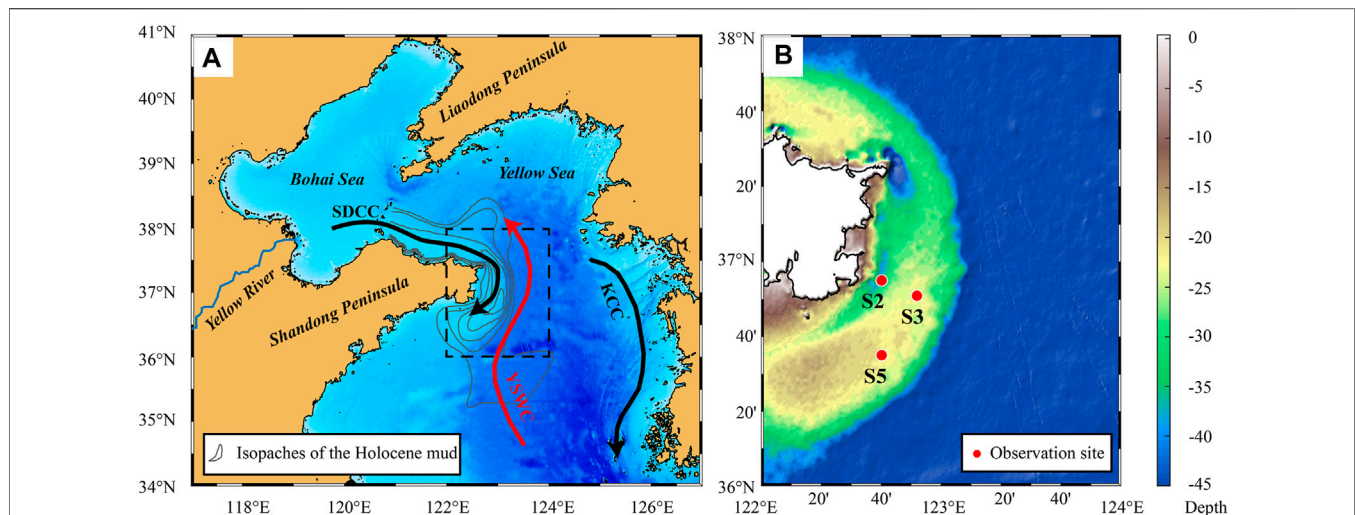 A
41°N
40°N
39°N
38°N
37°N
36°N
35°N
34°N
118°E
120°E
122°E
124°E
126°E
Liaodong Peninsula
Bohai Sea
Yellow Sea
SDCC
Yellow River
Shandong Peninsula
KCC
YSWC
Isopaches of the Holocene mud
B
38°N
40'
20'
37°N
40'
20'
36°N
122°E
20'
40'
123°E
20'
40'
124°E
S2
S3
S5
Observation site
0
-5
-10
-15
-20
-25
-30
-35
-40
-45
Depth